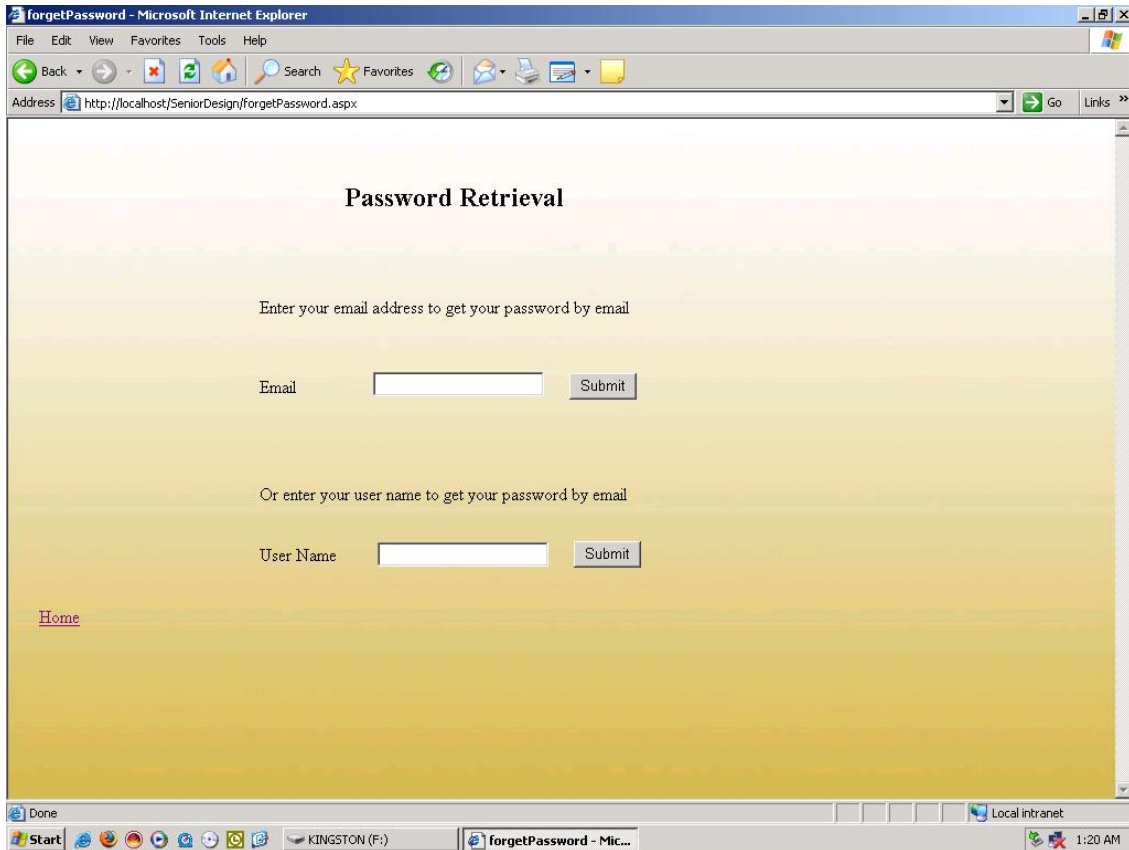 forgetPassword - Microsoft Internet Explorer
File Edit View Favorites Tools Help
Back Search Favorites
Address http://localhost/SeniorDesign/forgetPassword.aspx Go Links »
Password Retrieval
Enter your email address to get your password by email
Email Submit
Or enter your user name to get your password by email
User Name Submit
Home
Done Local intranet
Start KINGSTON (F:) forgetPassword - Mic... 1:20 AM